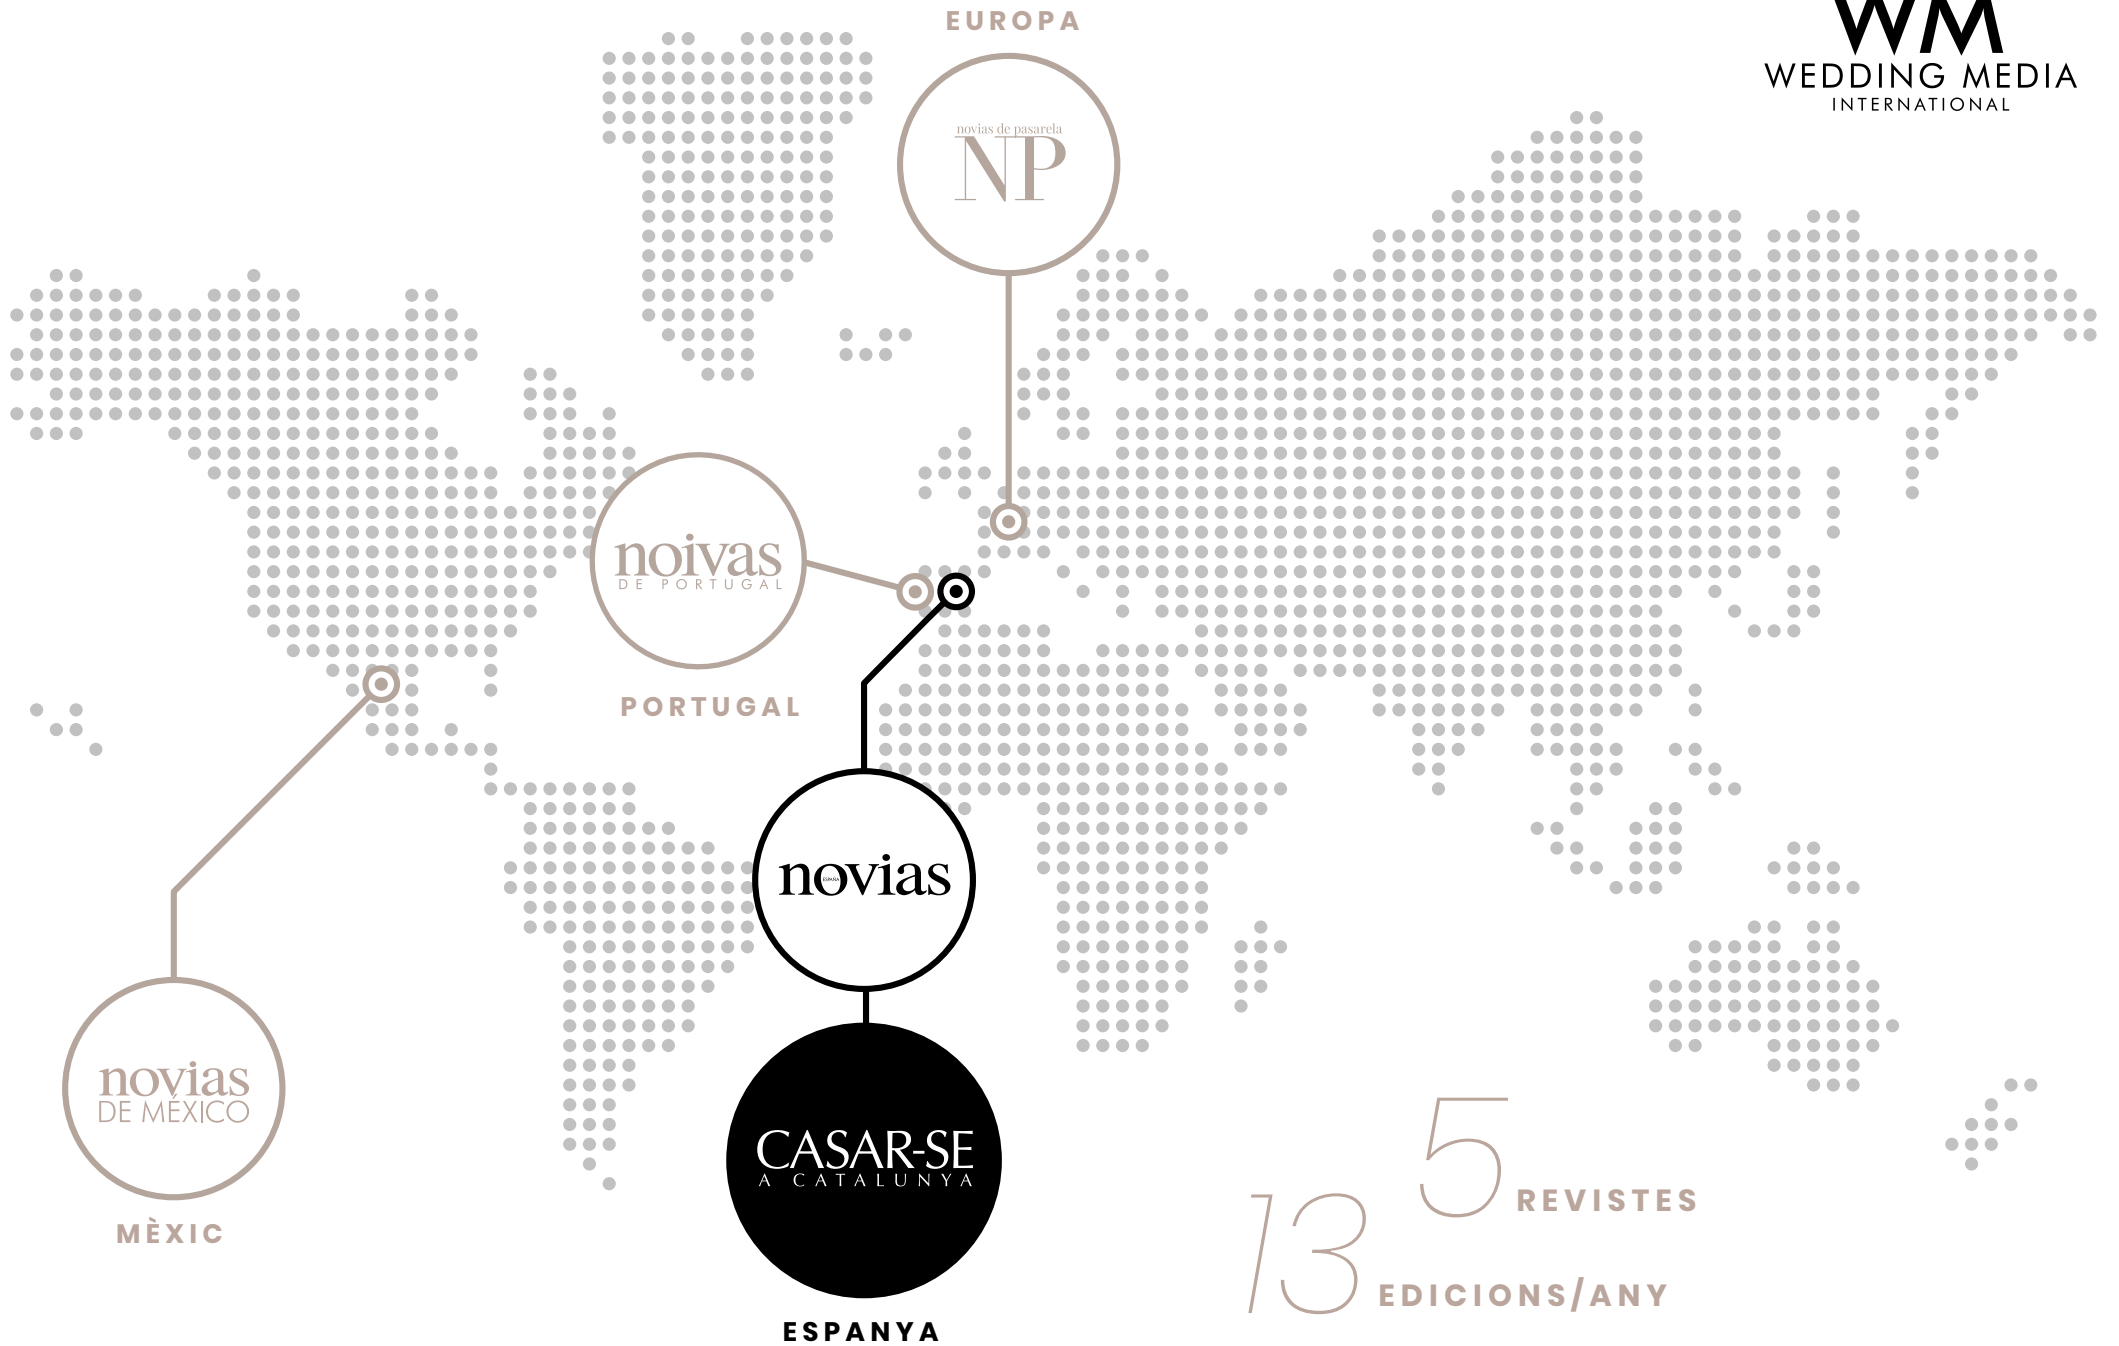 EUROPA
WM
WEDDING MEDIA
INTERNATIONAL
novias de pasarela
NP
noivas
DE PORTUGAL
PORTUGAL
novias
ESPAÑA
novias
DE MÉXICO
MÈXIC
CASAR-SE
A CATALUNYA
ESPANYA
5 REVISTES
13 EDICIONS/ANY